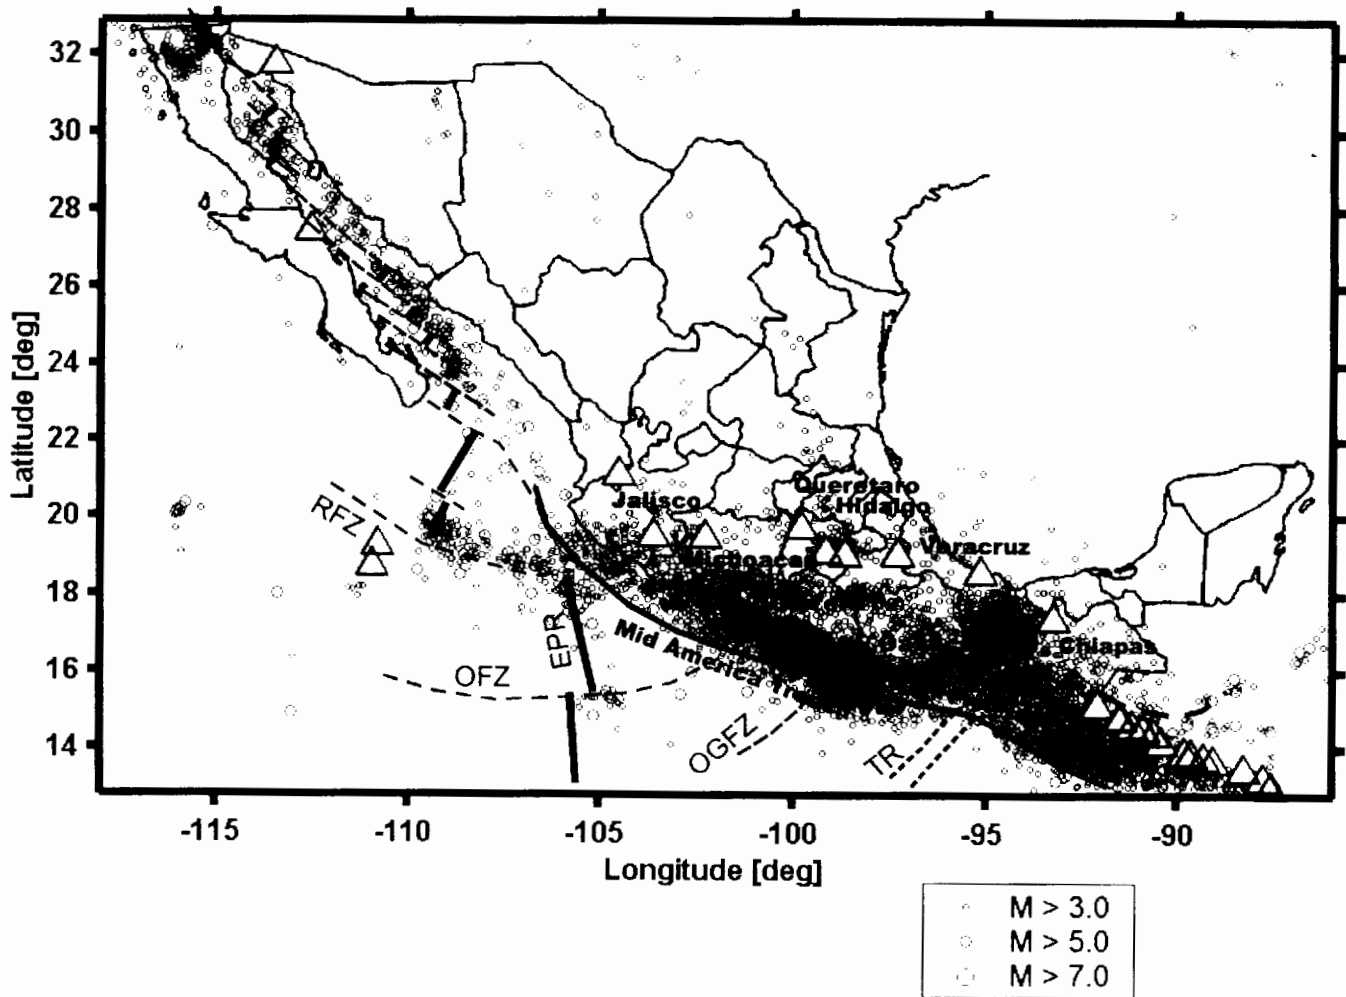 32
30
28
26
24
22
20
18
16
14
Latitude [deg]
Queretaro
Jalisco
Hidalgo
RFZ
Veracruz
Michoacan
Mid America
EPR
Chiapas
OFZ
OGFZ
TR
-115
-110
-105
-100
-95
-90
Longitude [deg]
M > 3.0
M > 5.0
M > 7.0